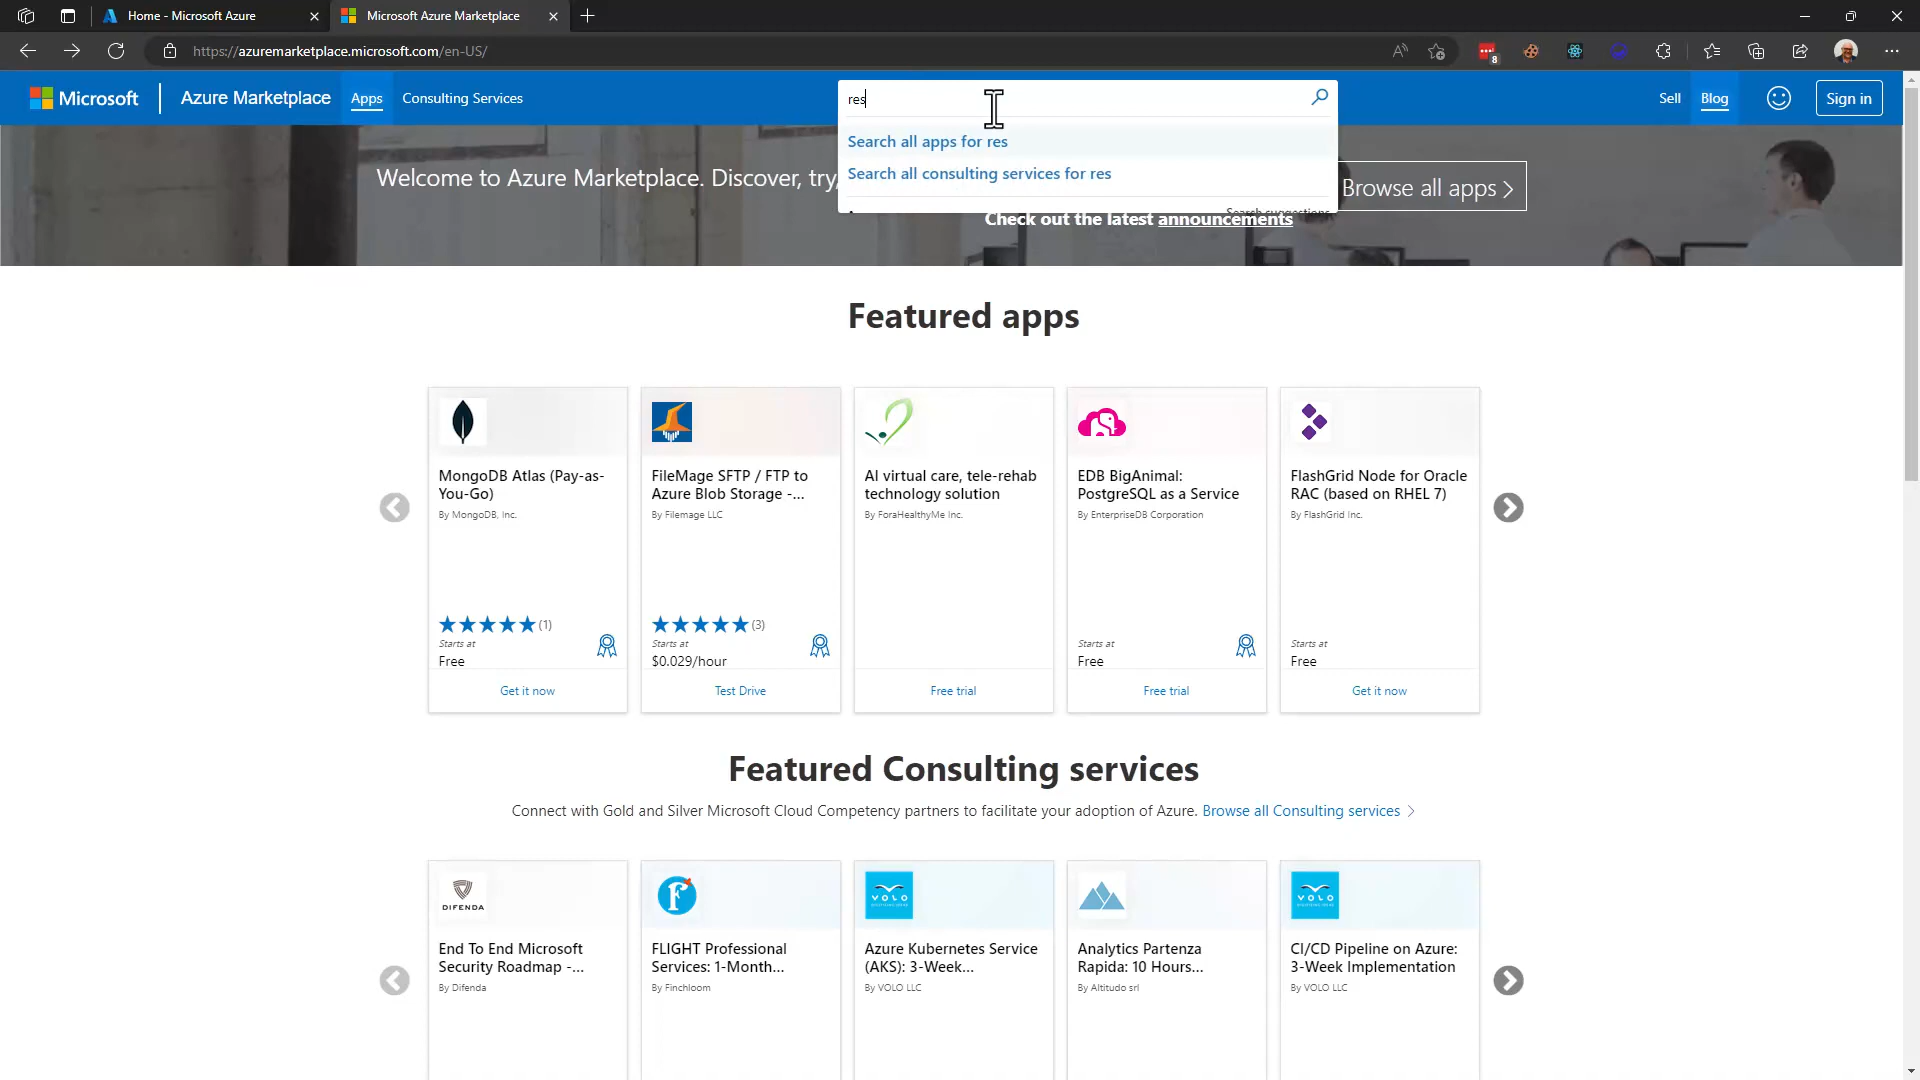 Home - Microsoft Azure
Microsoft Azure Marketplace
https://azuremarketplace.microsoft.com/en-US/
8
Microsoft
Azure Marketplace
Apps
Consulting Services
res
Sell
Blog
Sign in
Search all apps for res
Search all consulting services for res
Search suggestions
Welcome to Azure Marketplace. Discover, try,
Browse all apps
Check out the latest announcements
Featured apps
MongoDB Atlas (Pay-as-
You-Go)
By MongoDB, Inc.
(1)
Starts at
Free
Get it now
FileMage SFTP / FTP to
Azure Blob Storage -...
By Filemage LLC
(3)
Starts at
$0.029/hour
Test Drive
AI virtual care, tele-rehab
technology solution
By ForaHealthyMe Inc.
Free trial
EDB BigAnimal:
PostgreSQL as a Service
By EnterpriseDB Corporation
Starts at
Free
Free trial
FlashGrid Node for Oracle
RAC (based on RHEL 7)
By FlashGrid Inc.
Starts at
Free
Get it now
Featured Consulting services
Connect with Gold and Silver Microsoft Cloud Competency partners to facilitate your adoption of Azure. Browse all Consulting services
DIFENDA
End To End Microsoft
Security Roadmap -...
By Difenda
FLIGHT Professional
Services: 1-Month...
By Finchloom
VOLO
Azure Kubernetes Service
(AKS): 3-Week...
By VOLO LLC
Analytics Partenza
Rapida: 10 Hours...
By Altitudo srl
VOLO
CI/CD Pipeline on Azure:
3-Week Implementation
By VOLO LLC